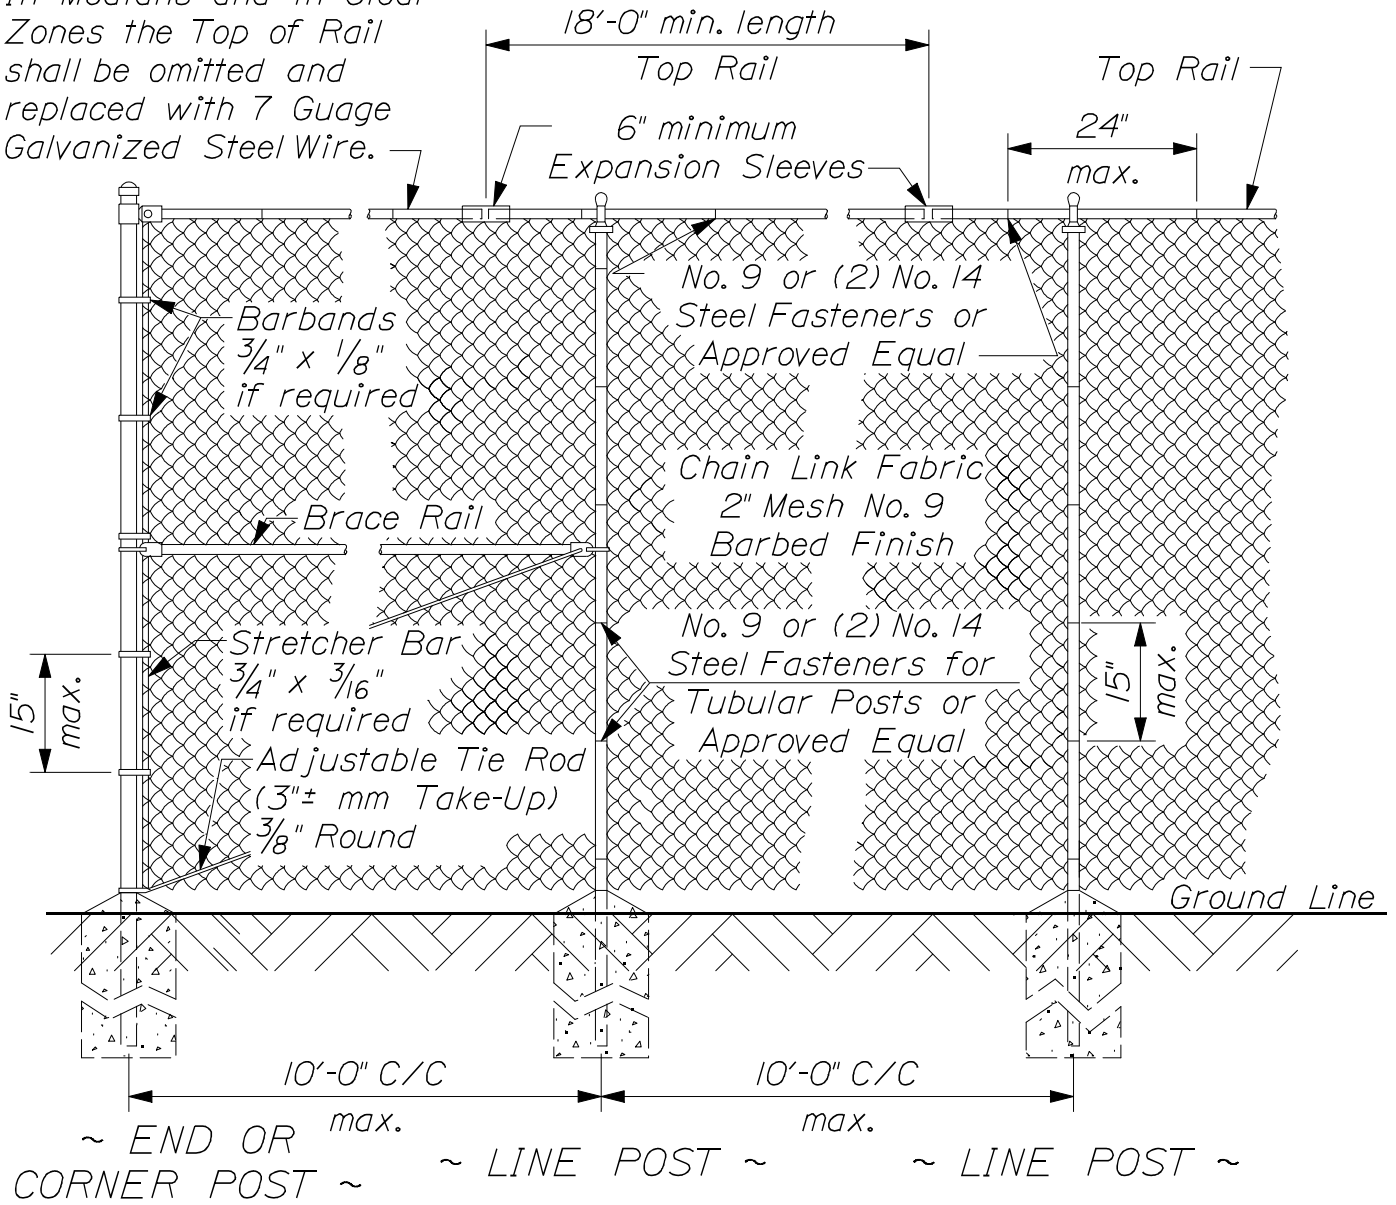 In Medians and in Clear
Zones the Top of Rail
shall be omitted and
replaced with 7 Guage
Galvanized Steel Wire.
18'-0" min. length
Top Rail
Top Rail
6" minimum
Expansion Sleeves
24"
max.
No. 9 or (2) No. 14
Steel Fasteners or
Approved Equal
Barbands
3/4" x 1/8"
if required
Chain Link Fabric
2" Mesh No. 9
Barbed Finish
Brace Rail
No. 9 or (2) No. 14
Steel Fasteners for
Tubular Posts or
Approved Equal
Stretcher Bar
3/4" x 3/16"
if required
15"
max.
15"
max.
Adjustable Tie Rod
(3"± mm Take-Up)
3/8" Round
Ground Line
10'-0" C/C
max.
10'-0" C/C
max.
~ END OR
CORNER POST ~
~ LINE POST ~
~ LINE POST ~